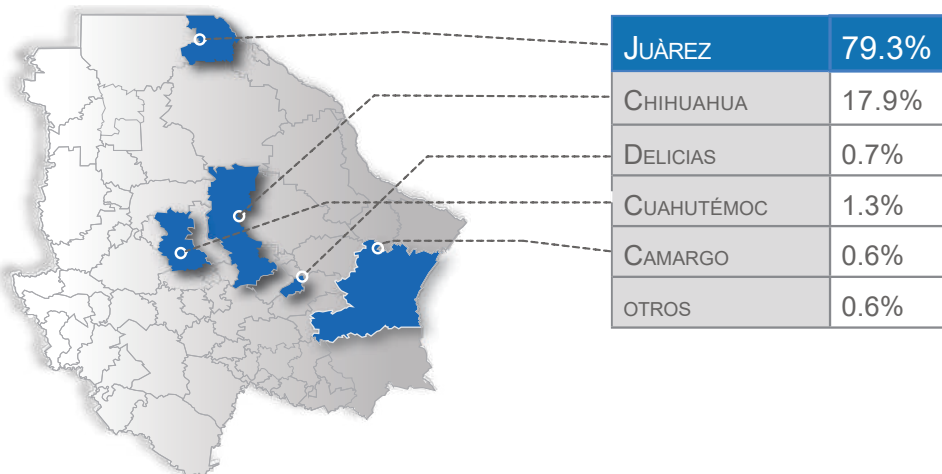 JUÀREZ 79.3%
CHIHUAHUA 17.9%
DELICIAS 0.7%
CUAHUTÉMOC 1.3%
CAMARGO 0.6%
OTROS 0.6%